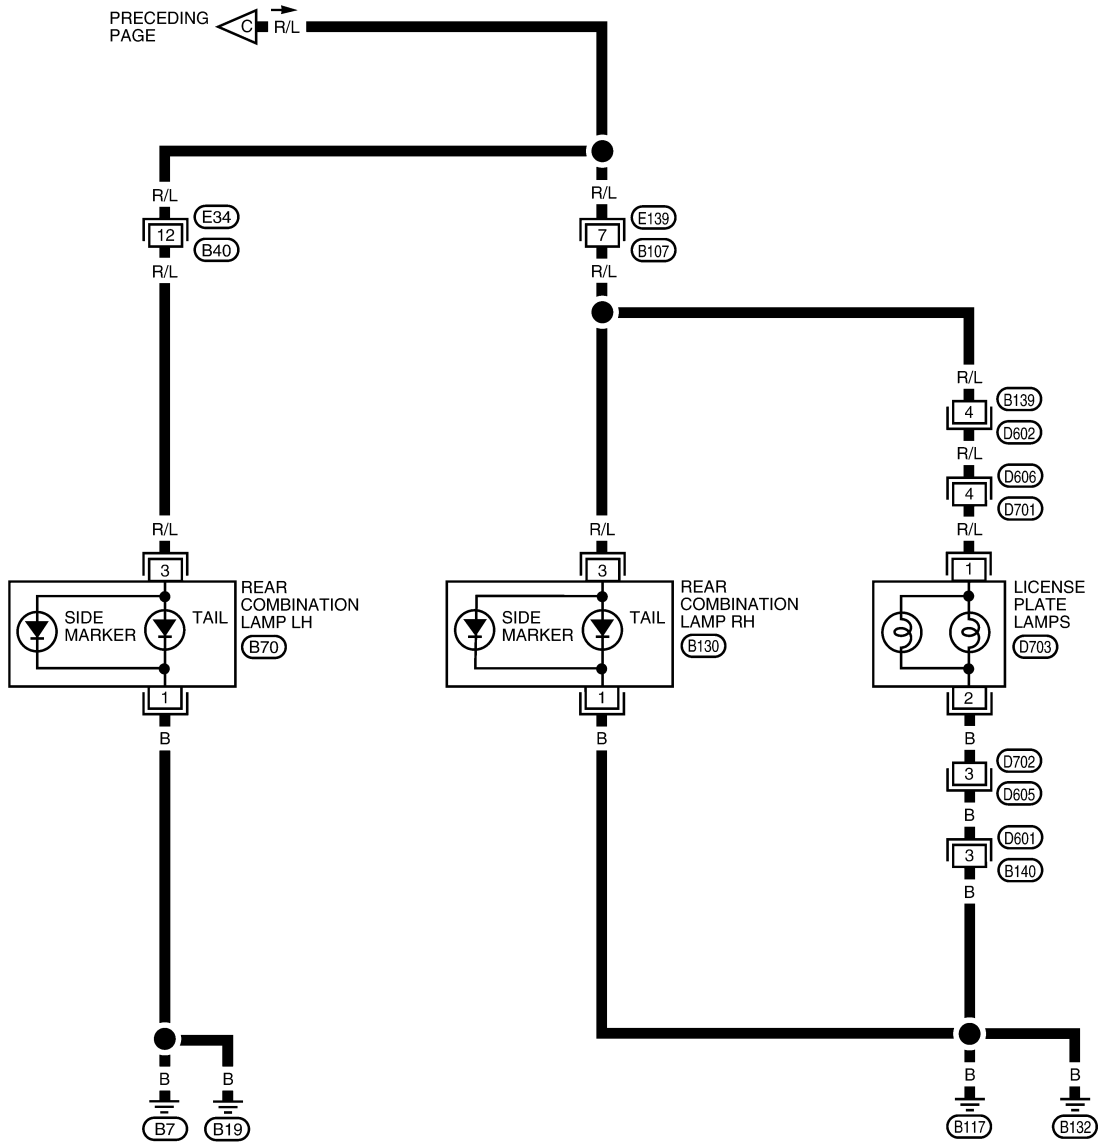 PRECEDING
PAGE
C
R/L
R/L
R/L
12
E34
B40
7
E139
B107
R/L
R/L
R/L
4
B139
D602
R/L
4
D606
D701
R/L
R/L
R/L
3
3
1
SIDE
MARKER
TAIL
REAR
COMBINATION
LAMP LH
B70
SIDE
MARKER
TAIL
REAR
COMBINATION
LAMP RH
B130
LICENSE
PLATE
LAMPS
D703
1
1
2
B
B
B
3
D702
D605
B
3
D601
B140
B
B
B
B
B
B7
B19
B117
B132